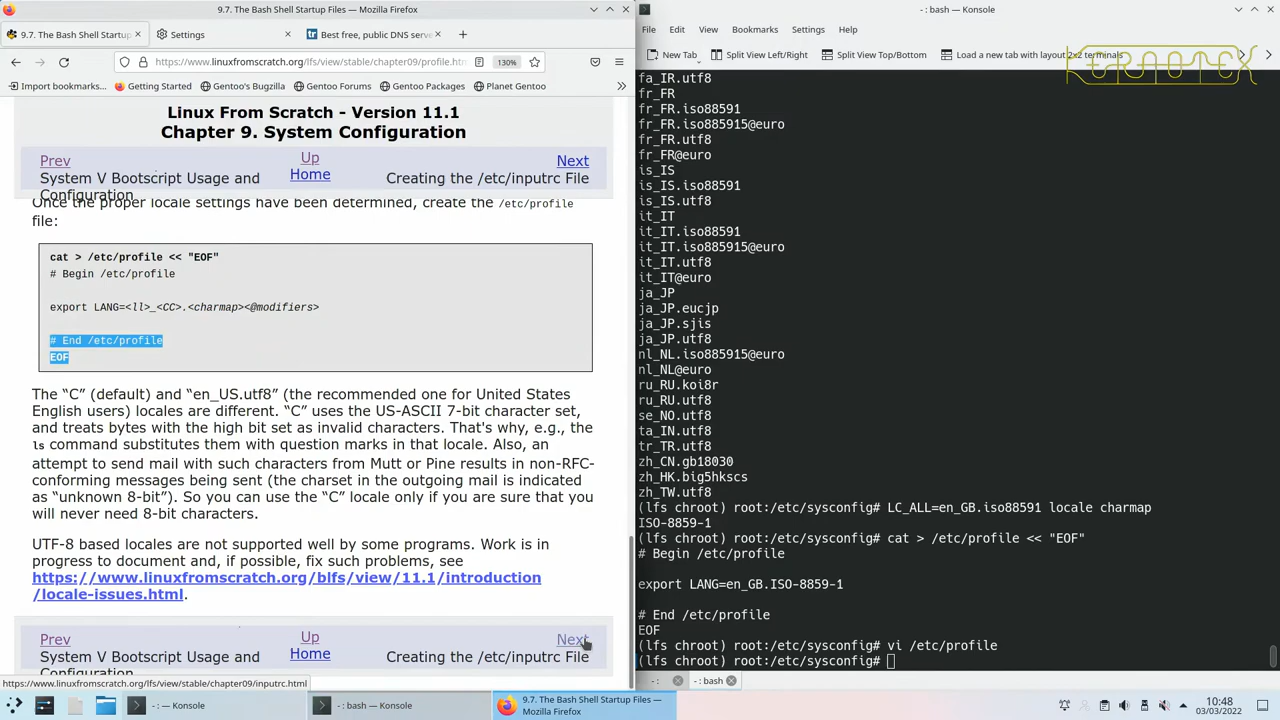 9.7. The Bash Shell Startup Files — Mozilla Firefox
9.7. The Bash Shell Startup
Settings
Best free, public DNS serve
https://www.linuxfromscratch.org/lfs/view/stable/chapter09/profile.htm
130%
Import bookmarks...
Getting Started
Gentoo's Bugzilla
Gentoo Forums
Gentoo Packages
Planet Gentoo
Linux From Scratch - Version 11.1
Chapter 9. System Configuration
Prev
Up
Next
System V Bootscript Usage and Configuration
Home
Creating the /etc/inputrc File
Once the proper locale settings have been determined, create the /etc/profile
file:
cat > /etc/profile << "EOF"
# Begin /etc/profile
export LANG=<ll>_<CC>.<charmap><@modifiers>
# End /etc/profile
EOF
The “C” (default) and “en_US.utf8” (the recommended one for United States
English users) locales are different. “C” uses the US-ASCII 7-bit character set,
and treats bytes with the high bit set as invalid characters. That's why, e.g., the
ls command substitutes them with question marks in that locale. Also, an
attempt to send mail with such characters from Mutt or Pine results in non-RFC-
conforming messages being sent (the charset in the outgoing mail is indicated
as “unknown 8-bit”). So you can use the “C” locale only if you are sure that you
will never need 8-bit characters.
UTF-8 based locales are not supported well by some programs. Work is in
progress to document and, if possible, fix such problems, see
https://www.linuxfromscratch.org/blfs/view/11.1/introduction
/locale-issues.html.
Prev
Up
Next
System V Bootscript Usage and
Home
Creating the /etc/inputrc File
Configuration
https://www.linuxfromscratch.org/lfs/view/stable/chapter09/inputrc.html
- : bash — Konsole
File Edit View Bookmarks Settings Help
New Tab
Split View Left/Right
Split View Top/Bottom
Load a new tab with layout 2×2 terminals
KERNOTEX
fa_IR.utf8
fr_FR
fr_FR.iso88591
fr_FR.iso885915@euro
fr_FR.utf8
fr_FR@euro
is_IS
is_IS.iso88591
is_IS.utf8
it_IT
it_IT.iso88591
it_IT.iso885915@euro
it_IT.utf8
it_IT@euro
ja_JP
ja_JP.eucjp
ja_JP.sjis
ja_JP.utf8
nl_NL.iso885915@euro
nl_NL@euro
ru_RU.koi8r
ru_RU.utf8
se_NO.utf8
ta_IN.utf8
tr_TR.utf8
zh_CN.gb18030
zh_HK.big5hkscs
zh_TW.utf8
(lfs chroot) root:/etc/sysconfig# LC_ALL=en_GB.iso88591 locale charmap
ISO-8859-1
(lfs chroot) root:/etc/sysconfig# cat > /etc/profile << "EOF"
# Begin /etc/profile
export LANG=en_GB.ISO-8859-1
# End /etc/profile
EOF
(lfs chroot) root:/etc/sysconfig# vi /etc/profile
(lfs chroot) root:/etc/sysconfig#
- :
- : bash
- : — Konsole
- : bash — Konsole
9.7. The Bash Shell Startup Files — Mozilla Firefox
10:48
03/03/2022